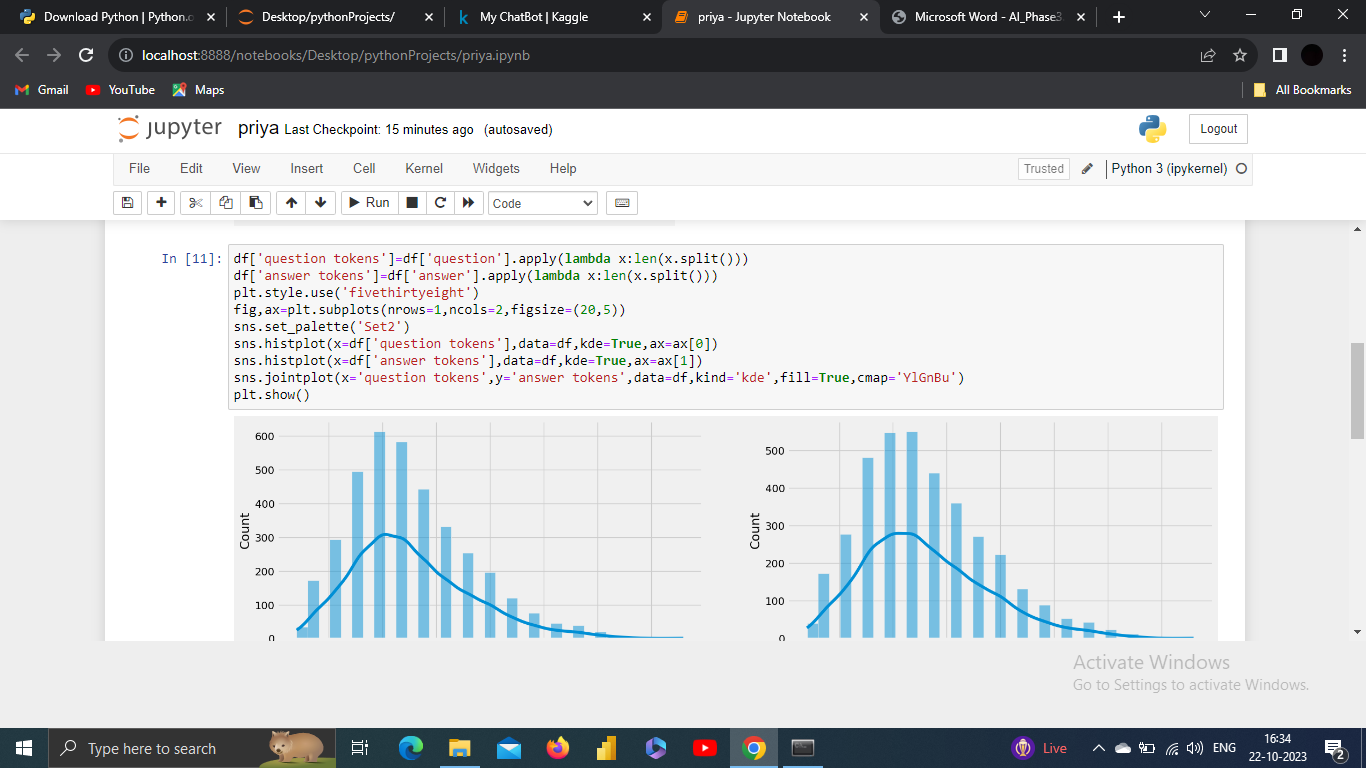 Download Python | Python.o
Desktop/pythonProjects/
My ChatBot | Kaggle
priya - Jupyter Notebook
Microsoft Word - AI_Phase3
localhost:8888/notebooks/Desktop/pythonProjects/priya.ipynb
Gmail YouTube Maps All Bookmarks
jupyter priya Last Checkpoint: 15 minutes ago (autosaved) Logout
File Edit View Insert Cell Kernel Widgets Help Trusted Python 3 (ipykernel)
Run Code
In [11]:
df['question tokens']=df['question'].apply(lambda x:len(x.split()))
df['answer tokens']=df['answer'].apply(lambda x:len(x.split()))
plt.style.use('fivethirtyeight')
fig,ax=plt.subplots(nrows=1,ncols=2,figsize=(20,5))
sns.set_palette('Set2')
sns.histplot(x=df['question tokens'],data=df,kde=True,ax=ax[0])
sns.histplot(x=df['answer tokens'],data=df,kde=True,ax=ax[1])
sns.jointplot(x='question tokens',y='answer tokens',data=df,kind='kde',fill=True,cmap='YlGnBu')
plt.show()
600
500
400
300
200
100
0
Count
500
400
300
200
100
0
Count
Activate Windows
Go to Settings to activate Windows.
Type here to search
Live
ENG
16:34
22-10-2023
2